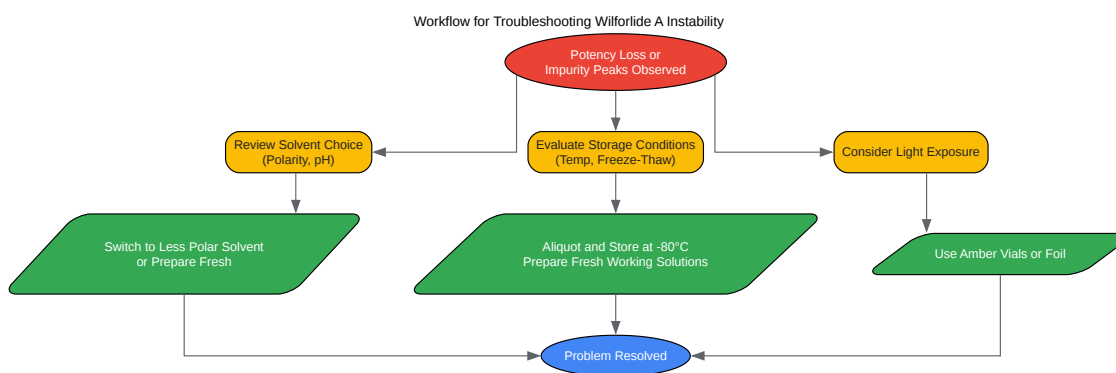 Workflow for Troubleshooting Wilforlide A Instability
Potency Loss or
Impurity Peaks Observed
Review Solvent Choice
(Polarity, pH)
Evaluate Storage Conditions
(Temp, Freeze-Thaw)
Consider Light Exposure
Switch to Less Polar Solvent
or Prepare Fresh
Aliquot and Store at -80°C
Prepare Fresh Working Solutions
Use Amber Vials or Foil
Problem Resolved